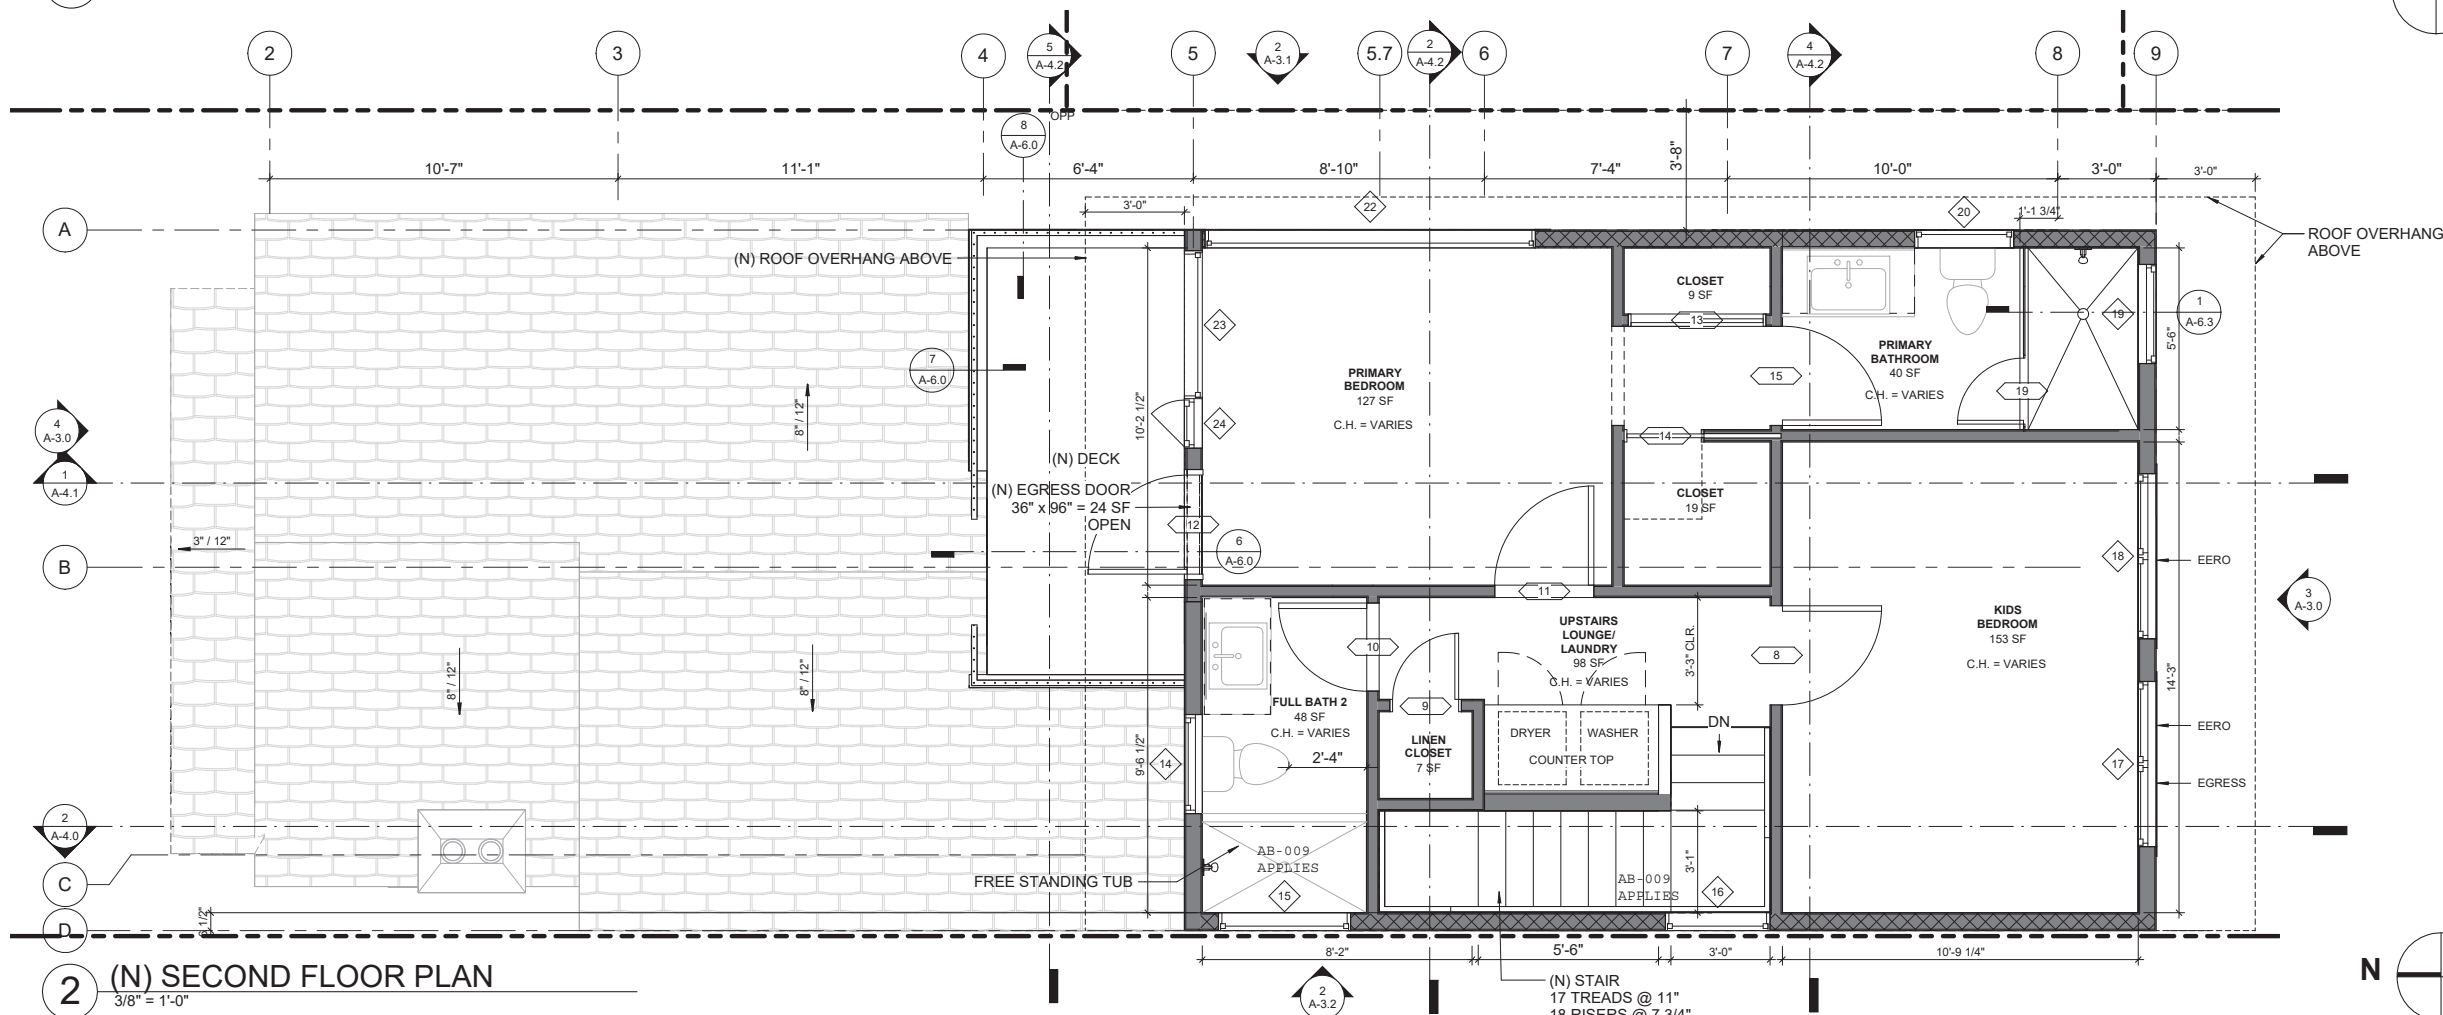 2
3
4
5
A-4.2
5
2
A-3.1
5.7
2
A-4.2
6
7
4
A-4.2
8
9
OPP
8
A-6.0
10'-7"
11'-1"
6'-4"
8'-10"
7'-4"
3'-8"
10'-0"
3'-0"
3'-0"
3'-0"
22
20
1'-1 3/4"
A
(N) ROOF OVERHANG ABOVE
ROOF OVERHANG
ABOVE
CLOSET
9 SF
13
23
19
1
A-6.3
5'-6"
7
A-6.0
PRIMARY
BEDROOM
127 SF
C.H. = VARIES
15
PRIMARY
BATHROOM
40 SF
C.H. = VARIES
19
8" / 12"
10'-2 1/2"
24
14
4
A-3.0
1
A-4.1
(N) DECK
(N) EGRESS DOOR
36" x 96" = 24 SF
OPEN
12
CLOSET
19 SF
3" / 12"
6
A-6.0
18
EERO
B
11
3
A-3.0
KIDS
BEDROOM
153 SF
C.H. = VARIES
UPSTAIRS
LOUNGE/
LAUNDRY
98 SF
C.H. = VARIES
3'-3" CLR.
10
8
8" / 12"
8" / 12"
14'-3"
FULL BATH 2
48 SF
C.H. = VARIES
2'-4"
9
LINEN
CLOSET
7 SF
DRYER
WASHER
COUNTER TOP
DN
EERO
9'-6 1/2"
14
17
EGRESS
2
A-4.0
C
FREE STANDING TUB
AB-009
APPLIES
15
AB-009
APPLIES
3'-1"
16
D
8'-2"
5'-6"
3'-0"
10'-9 1/4"
2
(N) SECOND FLOOR PLAN
3/8" = 1'-0"
2
A-3.2
(N) STAIR
17 TREADS @ 11"
18 RISERS @ 7 3/4"
N